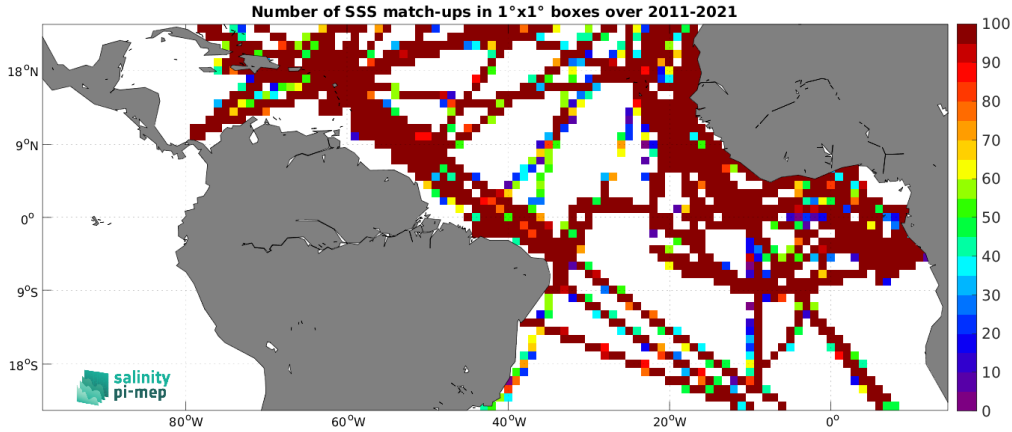 Number of SSS match-ups in 1°x1° boxes over 2011-2021
18°N
9°N
0°
9°S
18°S
80°W
60°W
40°W
20°W
0°
100
90
80
70
60
50
40
30
20
10
0
salinity
pi-mep